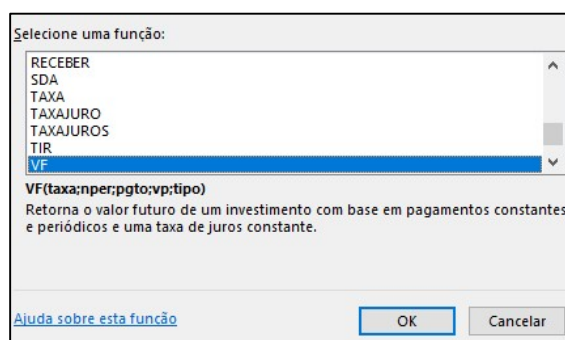 Selecione uma função:
RECEBER
SDA
TAXA
TAXAJURO
TAXAJUROS
TIR
VF
VF(taxa;nper;pgto;vp;tipo)
Retorna o valor futuro de um investimento com base em pagamentos constantes
e periódicos e uma taxa de juros constante.
Ajuda sobre esta função
OK
Cancelar